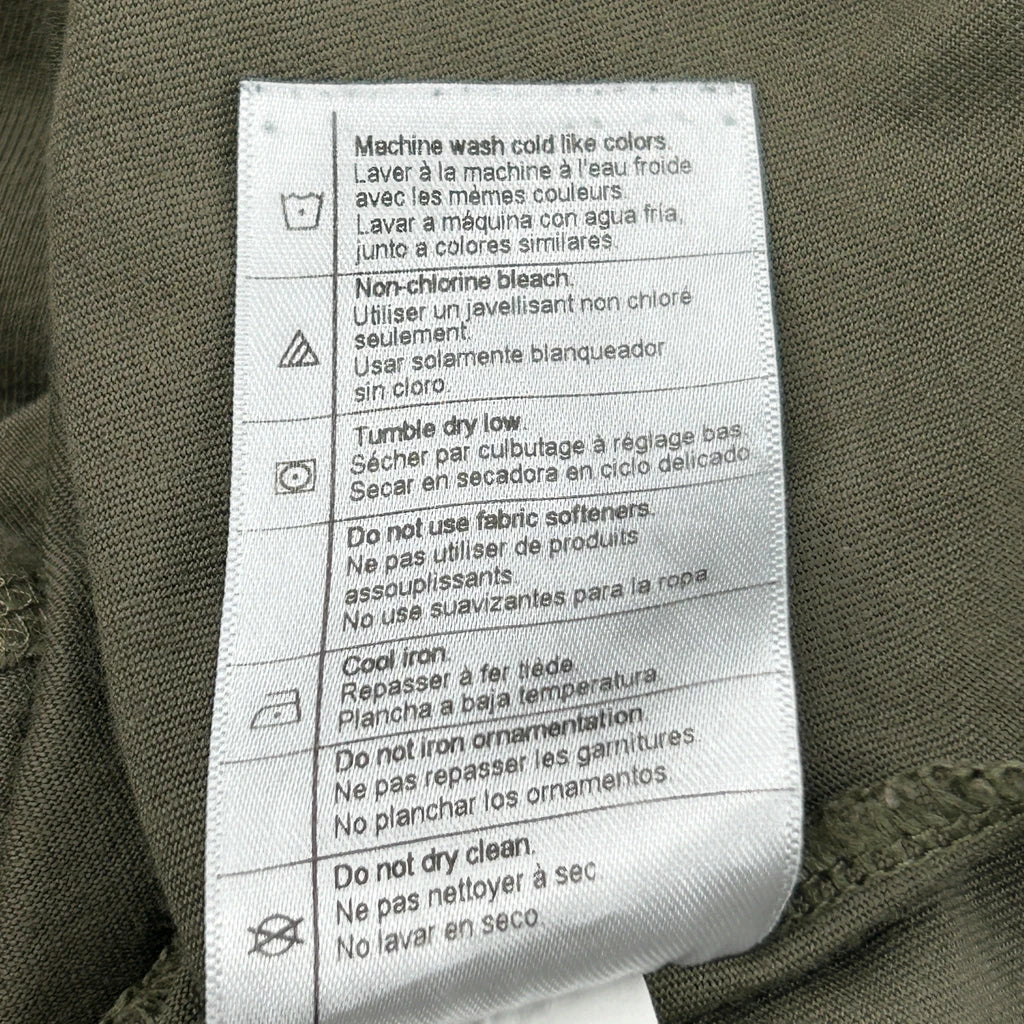 Machine wash cold like colors.
Laver à la machine à l'eau froide
avec les mêmes couleurs.
Lavar a máquina con agua fría,
junto a colores similares.
Non-chlorine bleach.
Utiliser un javellisant non chloré
seulement.
Usar solamente blanqueador
sin cloro.
Tumble dry low.
Sécher par culbutage à réglage bas.
Secar en secadora en ciclo delicado.
Do not use fabric softeners.
Ne pas utiliser de produits
assouplissants.
No use suavizantes para la ropa.
Cool iron.
Repasser à fer tiède.
Plancha a baja temperatura.
Do not iron ornamentation.
Ne pas repasser les garnitures.
No planchar los ornamentos.
Do not dry clean.
Ne pas nettoyer à sec.
No lavar en seco.